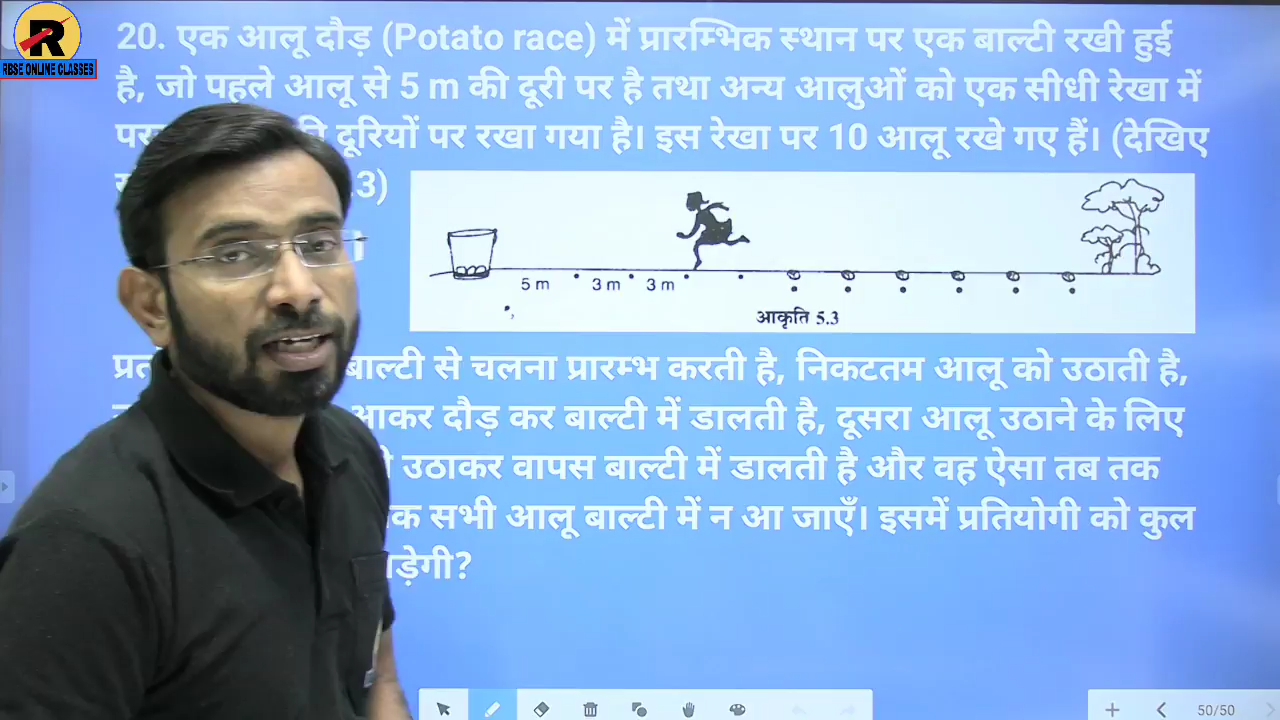 R
RBSE ONLINE CLASSES
20. एक आलू दौड़ (Potato race) में प्रारम्भिक स्थान पर एक बाल्टी रखी हुई
है, जो पहले आलू से 5 m की दूरी पर है तथा अन्य आलुओं को एक सीधी रेखा में
दूरियों पर रखा गया है। इस रेखा पर 10 आलू रखे गए हैं। (देखिए
.3)
5 m 3 m 3 m
आकृति 5.3
बाल्टी से चलना प्रारम्भ करती है, निकटतम आलू को उठाती है,
आकर दौड़ कर बाल्टी में डालती है, दूसरा आलू उठाने के लिए
उठाकर वापस बाल्टी में डालती है और वह ऐसा तब तक
सभी आलू बाल्टी में न आ जाएँ। इसमें प्रतियोगी को कुल
50/50